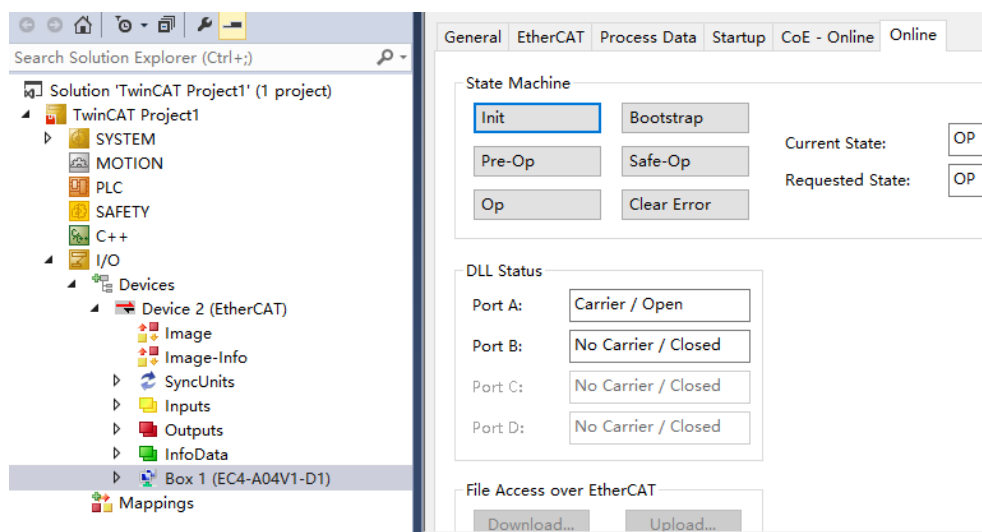 Search Solution Explorer (Ctrl+;)
Solution 'TwinCAT Project1' (1 project)
TwinCAT Project1
SYSTEM
MOTION
PLC
SAFETY
C++
I/O
Devices
Device 2 (EtherCAT)
Image
Image-Info
SyncUnits
Inputs
Outputs
InfoData
Box 1 (EC4-A04V1-D1)
Mappings
General EtherCAT Process Data Startup CoE - Online Online
State Machine
Init Bootstrap
Pre-Op Safe-Op
Op Clear Error
Current State: OP
Requested State: OP
DLL Status
Port A: Carrier / Open
Port B: No Carrier / Closed
Port C: No Carrier / Closed
Port D: No Carrier / Closed
File Access over EtherCAT
Download... Upload...